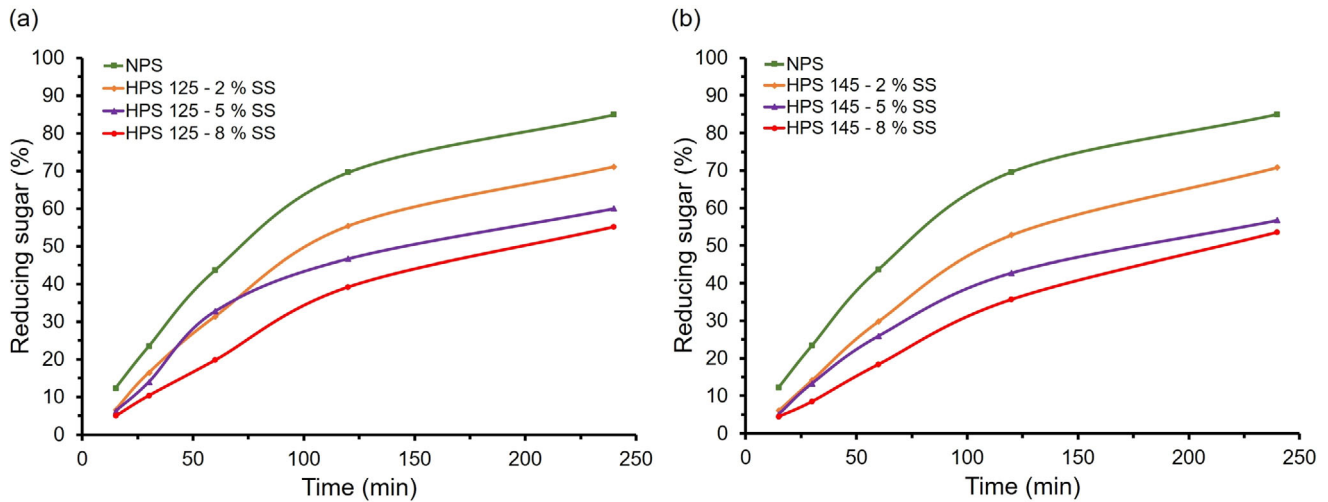 (a)
100
90
80
70
60
50
40
30
20
10
0
Reducing sugar (%)
NPS
HPS 125 - 2 % SS
HPS 125 - 5 % SS
HPS 125 - 8 % SS
0 50 100 150 200 250
Time (min)
(b)
100
90
80
70
60
50
40
30
20
10
0
Reducing sugar (%)
NPS
HPS 145 - 2 % SS
HPS 145 - 5 % SS
HPS 145 - 8 % SS
0 50 100 150 200 250
Time (min)